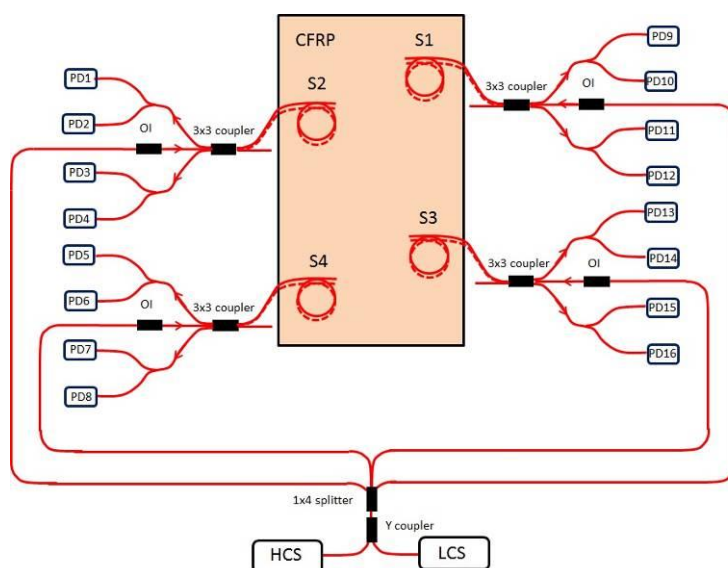 CFRP
S1
S2
S3
S4
PD1
PD2
OI
3x3 coupler
PD3
PD4
PD5
PD6
OI
3x3 coupler
PD7
PD8
PD9
PD10
3x3 coupler
OI
PD11
PD12
PD13
PD14
3x3 coupler
OI
PD15
PD16
1x4 splitter
Y coupler
HCS
LCS